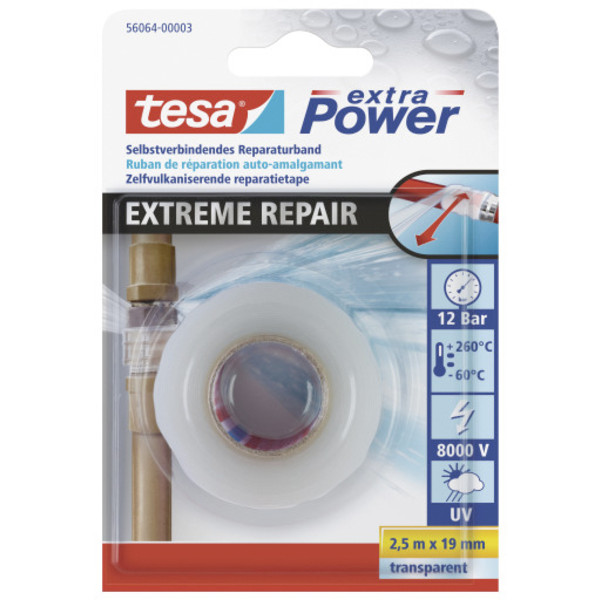 56064-00003
tesa®
extra
Power
Selbstverbindendes Reparaturband
Ruban de réparation auto-amalgamant
Zelfvulkaniserende reparatietape
EXTREME REPAIR
12 Bar
+260°C
-60°C
8000 V
UV
2,5 m x 19 mm
transparent